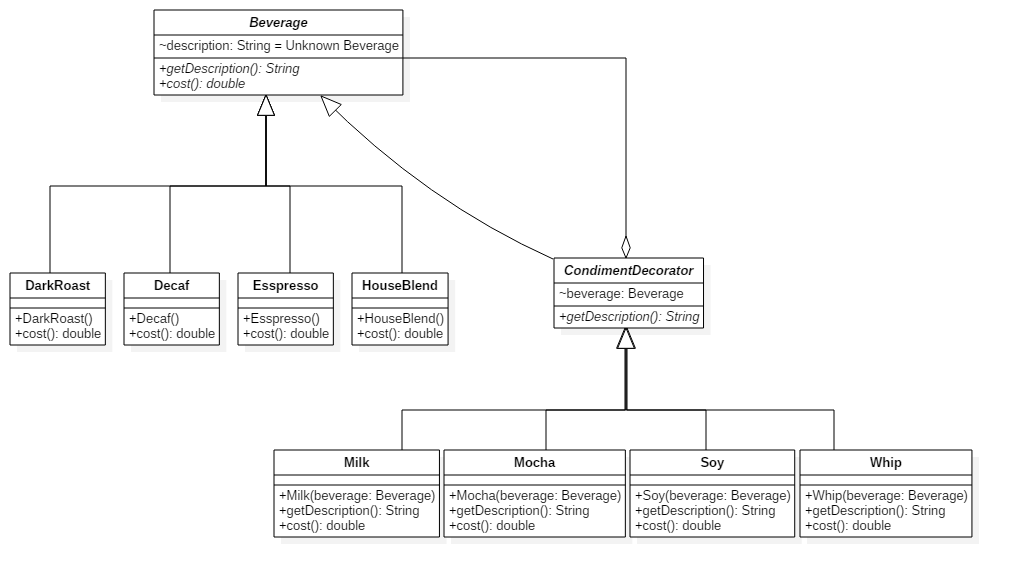 Beverage
~description: String = Unknown Beverage
+getDescription(): String
+cost(): double
DarkRoast
+DarkRoast()
+cost(): double
Decaf
+Decaf()
+cost(): double
Esspresso
+Esspresso()
+cost(): double
HouseBlend
+HouseBlend()
+cost(): double
CondimentDecorator
~beverage: Beverage
+getDescription(): String
Milk
+Milk(beverage: Beverage)
+getDescription(): String
+cost(): double
Mocha
+Mocha(beverage: Beverage)
+getDescription(): String
+cost(): double
Soy
+Soy(beverage: Beverage)
+getDescription(): String
+cost(): double
Whip
+Whip(beverage: Beverage)
+getDescription(): String
+cost(): double